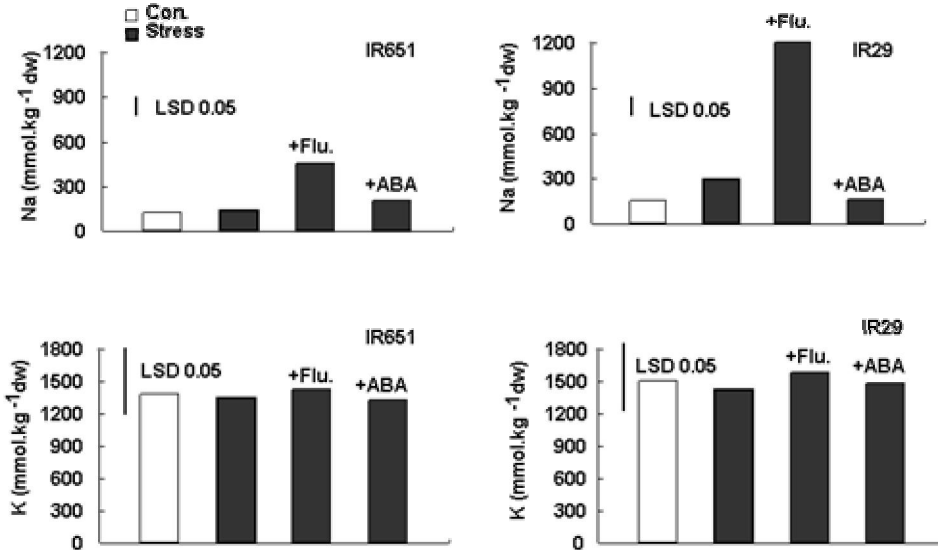 Con.
Stress
IR651
Na (mmol.kg -1 dw)
1200
900
600
300
0
LSD 0.05
+Flu.
+ABA
IR29
Na (mmol.kg -1 dw)
1200
900
600
300
0
LSD 0.05
+Flu.
+ABA
IR651
K (mmol.kg -1 dw)
1800
1500
1200
900
600
300
0
LSD 0.05
+Flu.
+ABA
IR29
K (mmol.kg -1 dw)
1800
1500
1200
900
600
300
0
LSD 0.05
+Flu.
+ABA